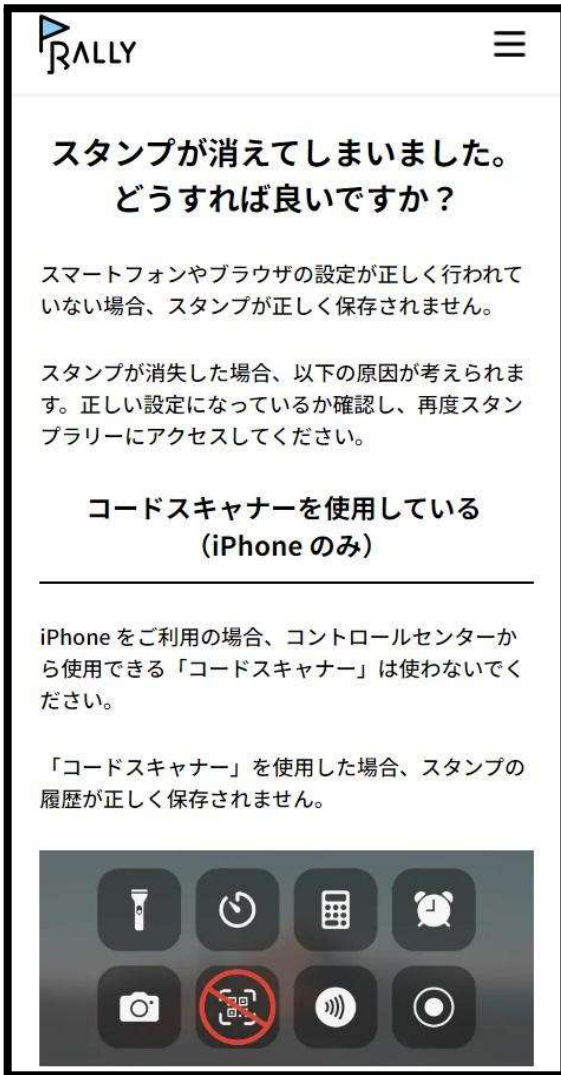 RALLY
スタンプが消えてしまいました。
どうすれば良いですか？
スマートフォンやブラウザの設定が正しく行われて
いない場合、スタンプが正しく保存されません。
スタンプが消失した場合、以下の原因が考えられま
す。正しい設定になっているか確認し、再度スタン
プラリーにアクセスしてください。
コードスキャナーを使用している
（iPhone のみ）
iPhone をご利用の場合、コントロールセンターか
ら使用できる「コードスキャナー」は使わないでく
ださい。
「コードスキャナー」を使用した場合、スタンプの
履歴が正しく保存されません。